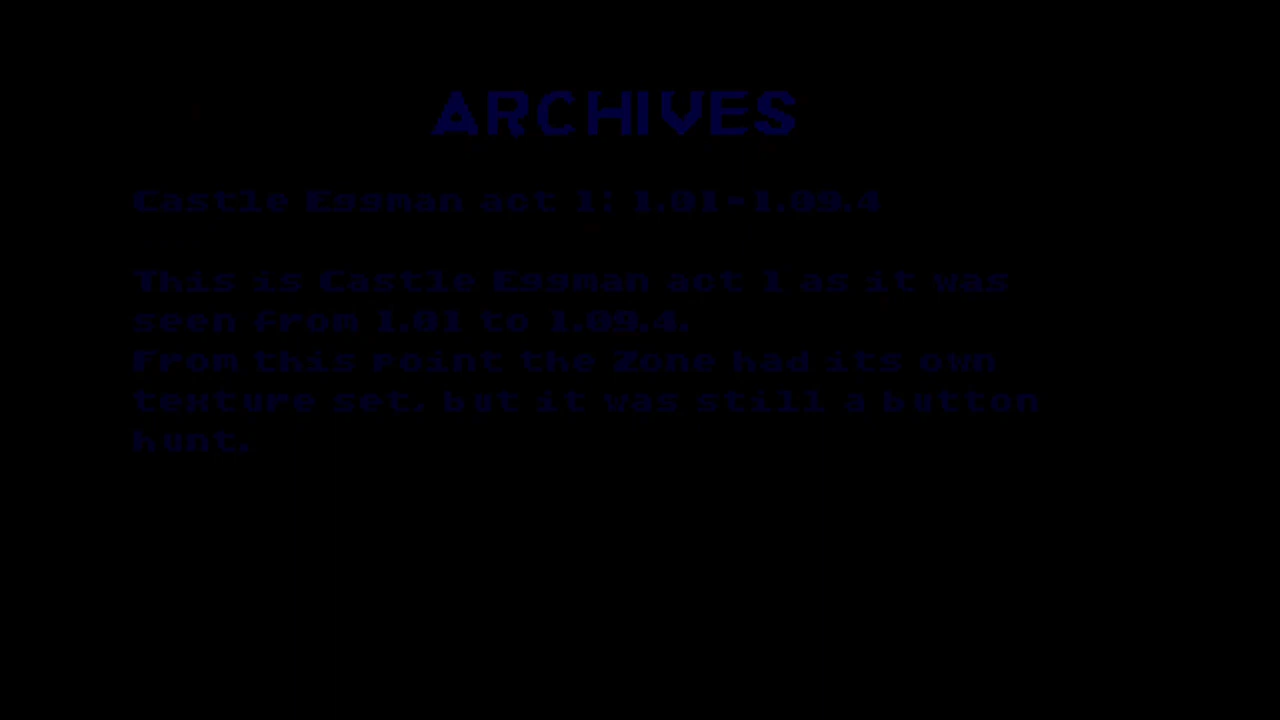 ARCHIVES
Castle Eggman act 1: 1.01-1.09.4
This is Castle Eggman act 1 as it was
seen from 1.01 to 1.09.4.
From this point the Zone had its own
texture set, but it was still a button
hunt.